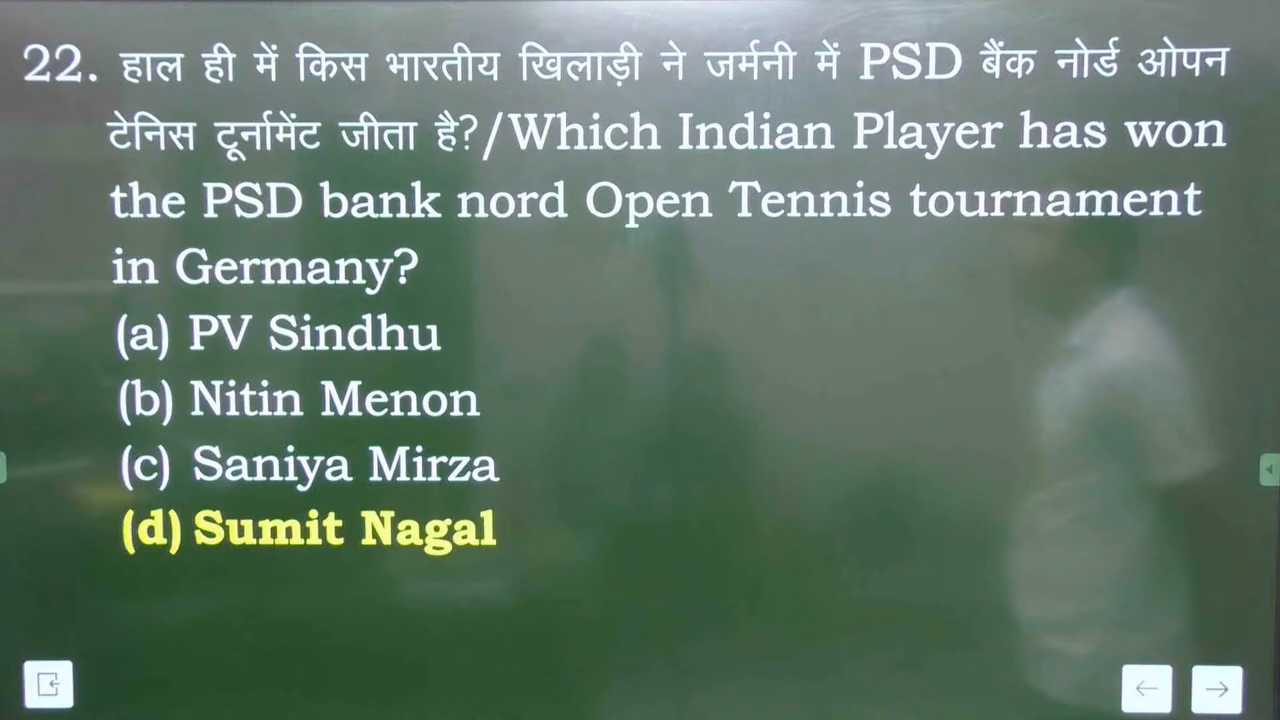 22. हाल ही में किस भारतीय खिलाड़ी ने जर्मनी में PSD बैंक नोर्ड ओपन
टेनिस टूर्नामेंट जीता है?/Which Indian Player has won
the PSD bank nord Open Tennis tournament
in Germany?
(a) PV Sindhu
(b) Nitin Menon
(c) Saniya Mirza
(d) Sumit Nagal